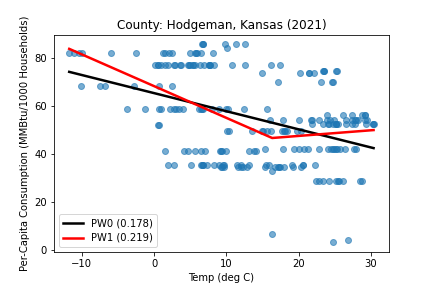 County: Hodgeman, Kansas (2021)
Per-Capita Consumption (MMBtu/1000 Households)
80
60
40
20
0
PW0 (0.178)
PW1 (0.219)
−10
0
10
20
30
Temp (deg C)